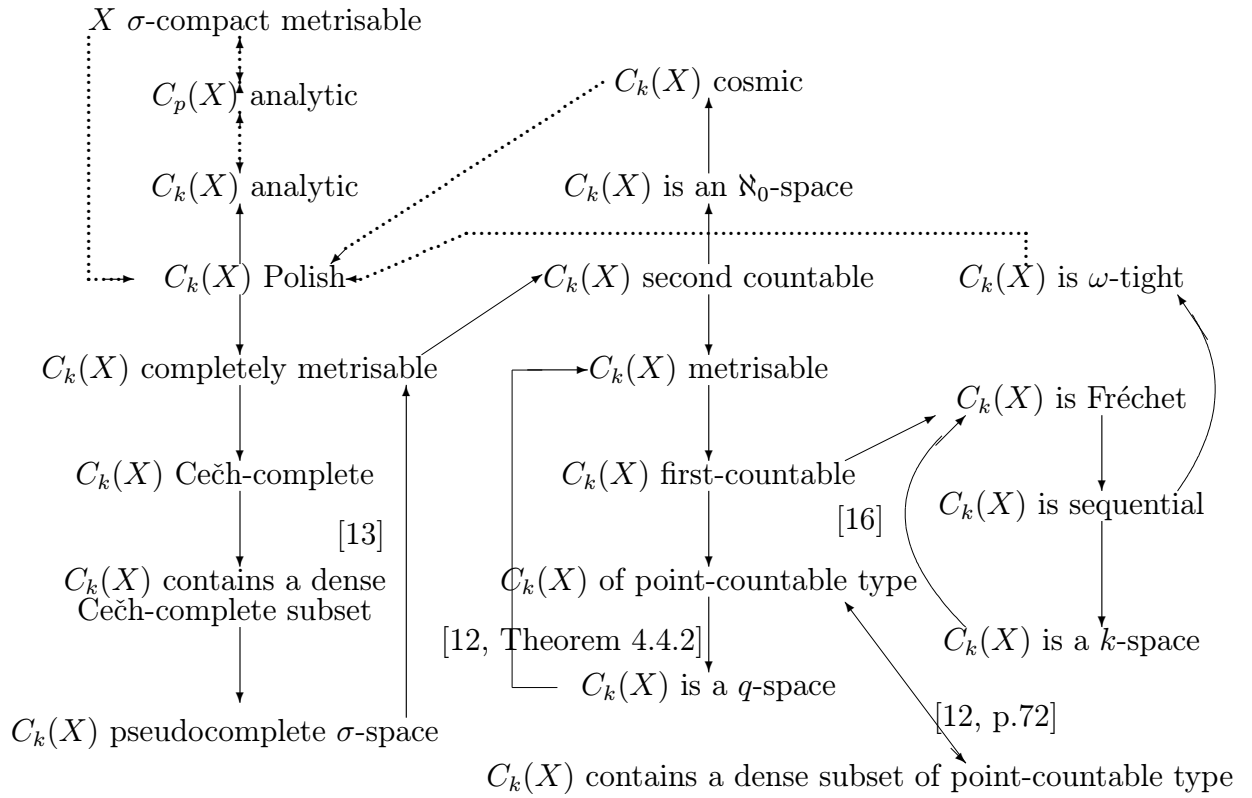 X σ-compact metrisable
C_p(X) analytic
C_k(X) cosmic
C_k(X) analytic
C_k(X) is an ℵ_0-space
C_k(X) Polish
C_k(X) second countable
C_k(X) is ω-tight
C_k(X) completely metrisable
C_k(X) metrisable
C_k(X) is Fréchet
C_k(X) Cečh-complete
C_k(X) first-countable
C_k(X) is sequential
[13]
[16]
C_k(X) contains a dense
Cečh-complete subset
C_k(X) of point-countable type
[12, Theorem 4.4.2]
C_k(X) is a k-space
C_k(X) is a q-space
C_k(X) pseudocomplete σ-space
[12, p.72]
C_k(X) contains a dense subset of point-countable type